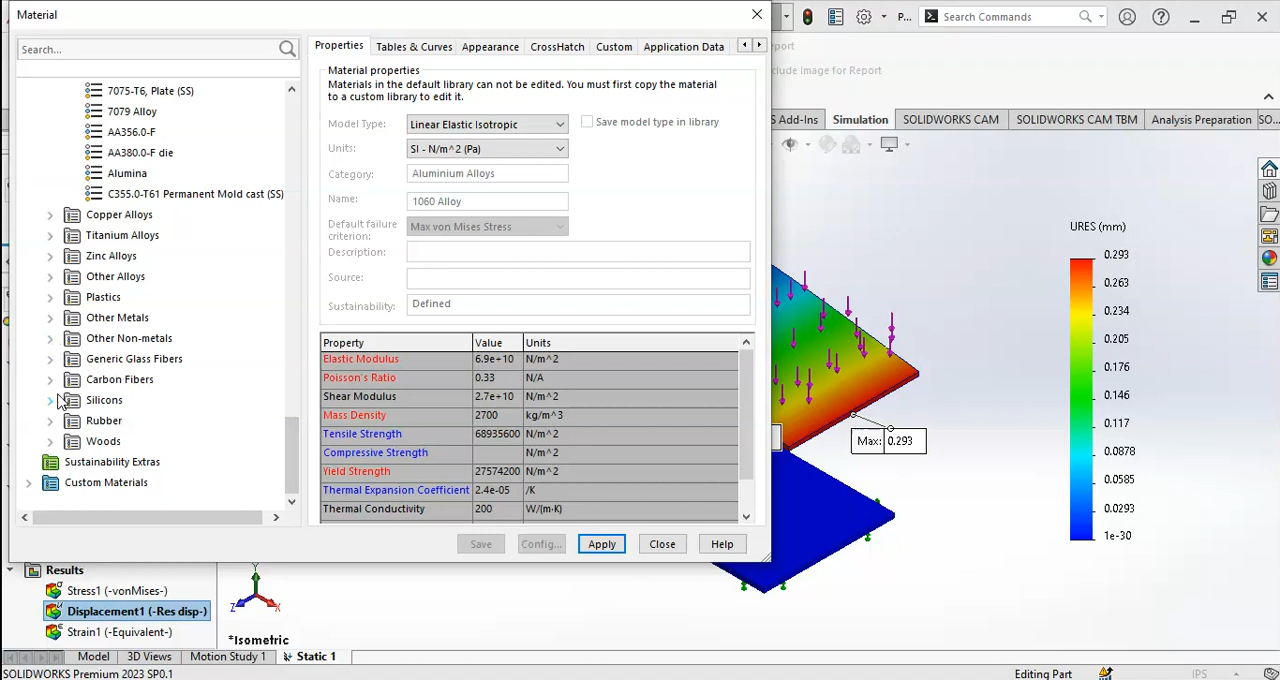 Material
P...
Search Commands
Search...
Properties
Tables & Curves
Appearance
CrossHatch
Custom
Application Data
port
clude Image for Report
Material properties
Materials in the default library can not be edited. You must first copy the material
to a custom library to edit it.
7075-T6, Plate (SS)
7079 Alloy
AA356.0-F
AA380.0-F die
Alumina
C355.0-T61 Permanent Mold cast (SS)
Copper Alloys
Titanium Alloys
Zinc Alloys
Other Alloys
Plastics
Other Metals
Other Non-metals
Generic Glass Fibers
Carbon Fibers
Silicons
Rubber
Woods
Sustainability Extras
Custom Materials
Model Type:
Linear Elastic Isotropic
Save model type in library
Units:
SI - N/m^2 (Pa)
Category:
Aluminium Alloys
Name:
1060 Alloy
Default failure
criterion:
Max von Mises Stress
Description:
Source:
Sustainability:
Defined
Property Value Units
Elastic Modulus 6.9e+10 N/m^2
Poisson's Ratio 0.33 N/A
Shear Modulus 2.7e+10 N/m^2
Mass Density 2700 kg/m^3
Tensile Strength 68935600 N/m^2
Compressive Strength N/m^2
Yield Strength 27574200 N/m^2
Thermal Expansion Coefficient 2.4e-05 /K
Thermal Conductivity 200 W/(m·K)
Save
Config...
Apply
Close
Help
S Add-Ins
Simulation
SOLIDWORKS CAM
SOLIDWORKS CAM TBM
Analysis Preparation
SO...
URES (mm)
0.293
0.264
0.234
0.205
0.176
0.146
0.117
0.0878
0.0585
0.0293
1e-30
Max: 0.293
Results
Stress1 (-vonMises-)
Displacement1 (-Res disp-)
Strain1 (-Equivalent-)
Y
Z
X
*Isometric
Model
3D Views
Motion Study 1
Static 1
SOLIDWORKS Premium 2023 SP0.1
Editing Part
IPS